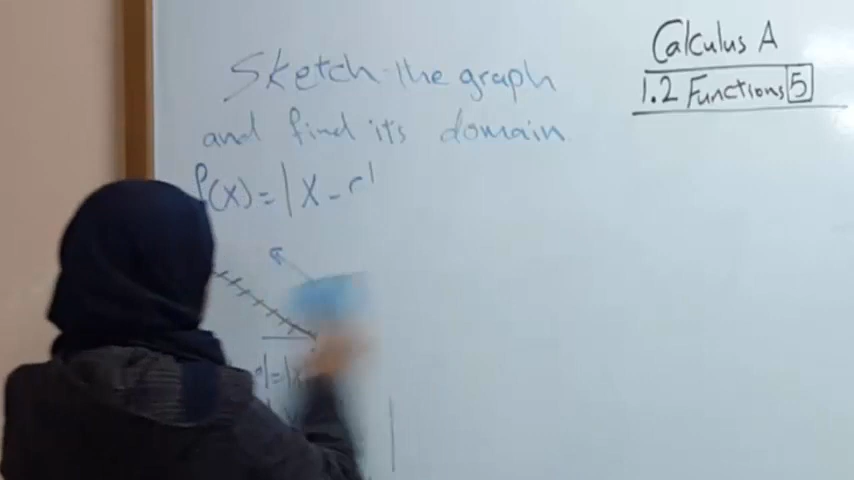 Calculus A
1.2 Functions 5
Sketch the graph
and find its domain.
f(x) = |x -